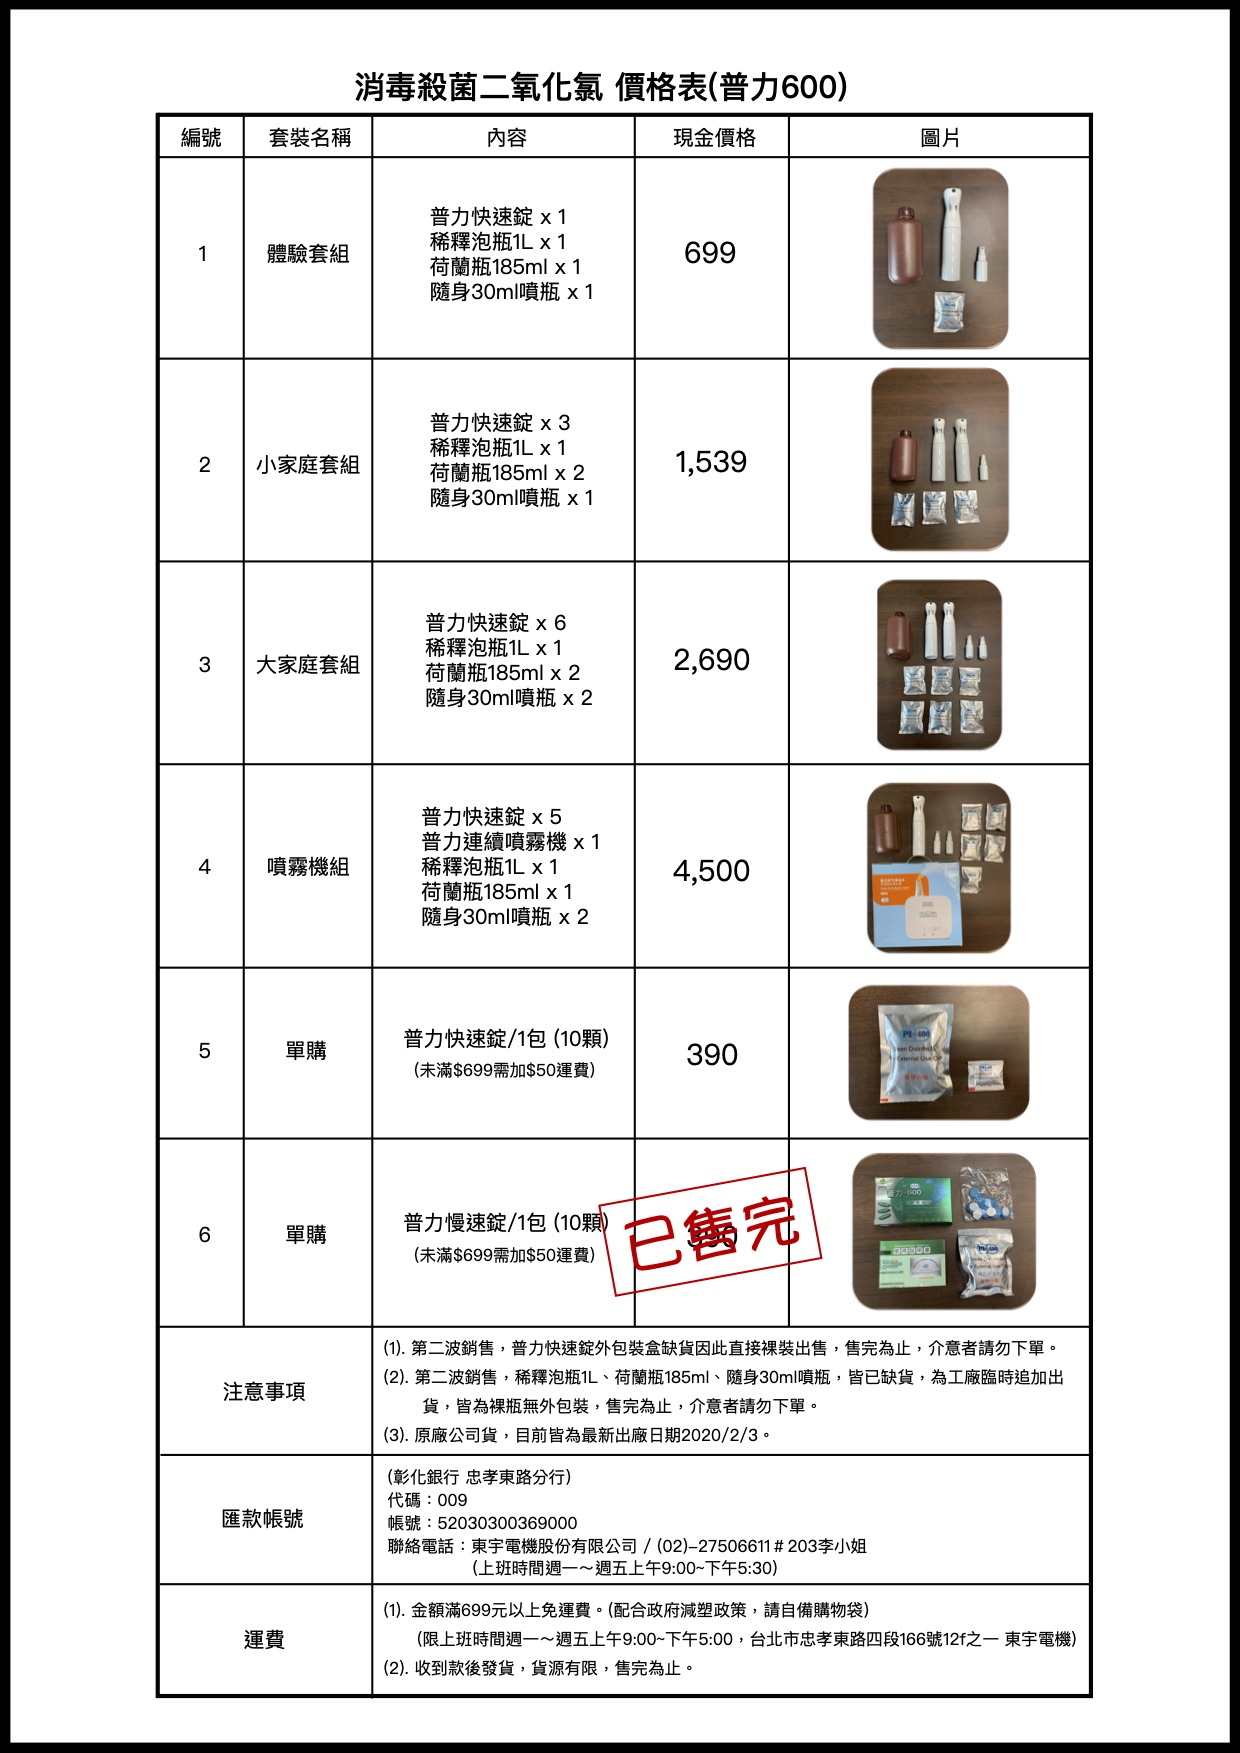 消毒殺菌二氧化氯 價格表(普力600)
編號 套裝名稱 內容 現金價格 圖片
1 體驗套組
普力快速錠 x 1
稀釋泡瓶1L x 1
荷蘭瓶185ml x 1
隨身30ml噴瓶 x 1
699
2 小家庭套組
普力快速錠 x 3
稀釋泡瓶1L x 1
荷蘭瓶185ml x 2
隨身30ml噴瓶 x 1
1,539
3 大家庭套組
普力快速錠 x 6
稀釋泡瓶1L x 1
荷蘭瓶185ml x 2
隨身30ml噴瓶 x 2
2,690
4 噴霧機組
普力快速錠 x 5
普力連續噴霧機 x 1
稀釋泡瓶1L x 1
荷蘭瓶185ml x 1
隨身30ml噴瓶 x 2
4,500
5 單購
普力快速錠/1包 (10顆)
(未滿$699需加$50運費)
390
PI-600
External Use
6 單購
普力慢速錠/1包 (10顆)
(未滿$699需加$50運費)
390
已售完
普力-600
注意事項
(1). 第二波銷售，普力快速錠外包裝盒缺貨因此直接裸裝出售，售完為止，介意者請勿下單。
(2). 第二波銷售，稀釋泡瓶1L、荷蘭瓶185ml、隨身30ml噴瓶，皆已缺貨，為工廠臨時追加出
貨，皆為裸瓶無外包裝，售完為止，介意者請勿下單。
(3). 原廠公司貨，目前皆為最新出廠日期2020/2/3。
匯款帳號
(彰化銀行 忠孝東路分行)
代碼：009
帳號：52030300369000
聯絡電話：東宇電機股份有限公司 / (02)-27506611 # 203李小姐
(上班時間週一～週五上午9:00~下午5:30)
運費
(1). 金額滿699元以上免運費。(配合政府減塑政策，請自備購物袋)
(限上班時間週一～週五上午9:00~下午5:00，台北市忠孝東路四段166號12f之一 東宇電機)
(2). 收到款後發貨，貨源有限，售完為止。